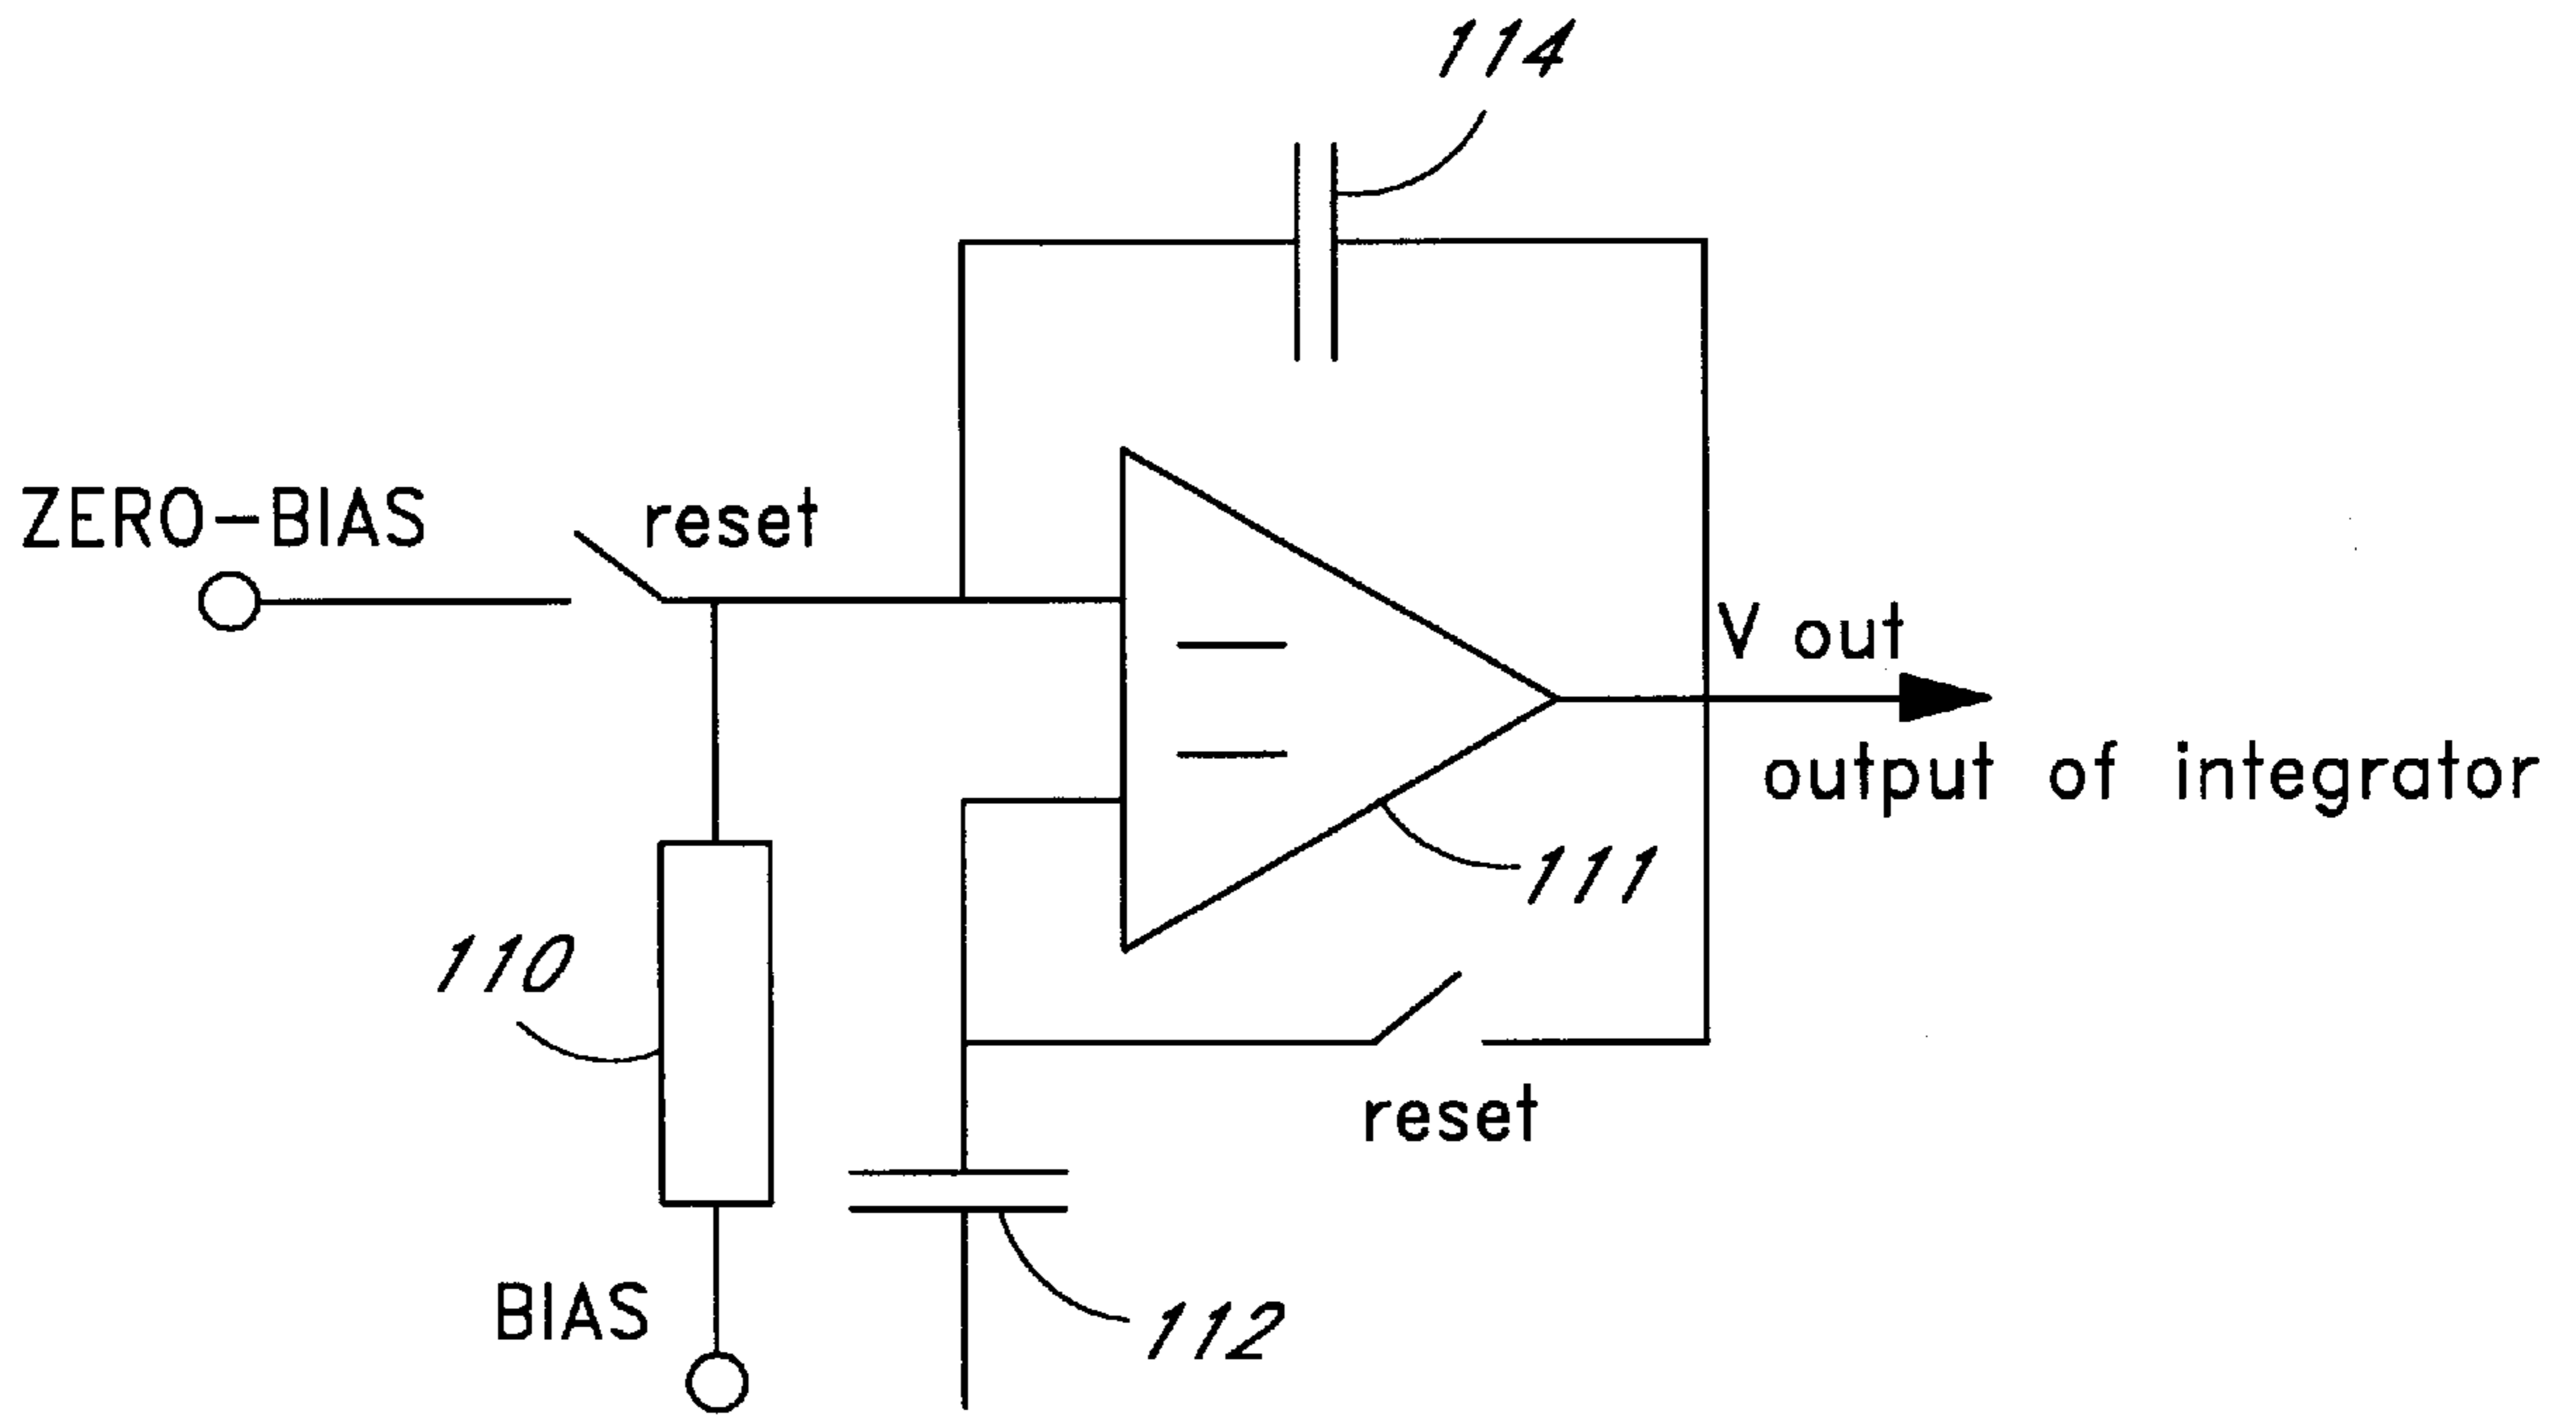 114
ZERO-BIAS
reset
V out
output of integrator
111
110
reset
BIAS
112